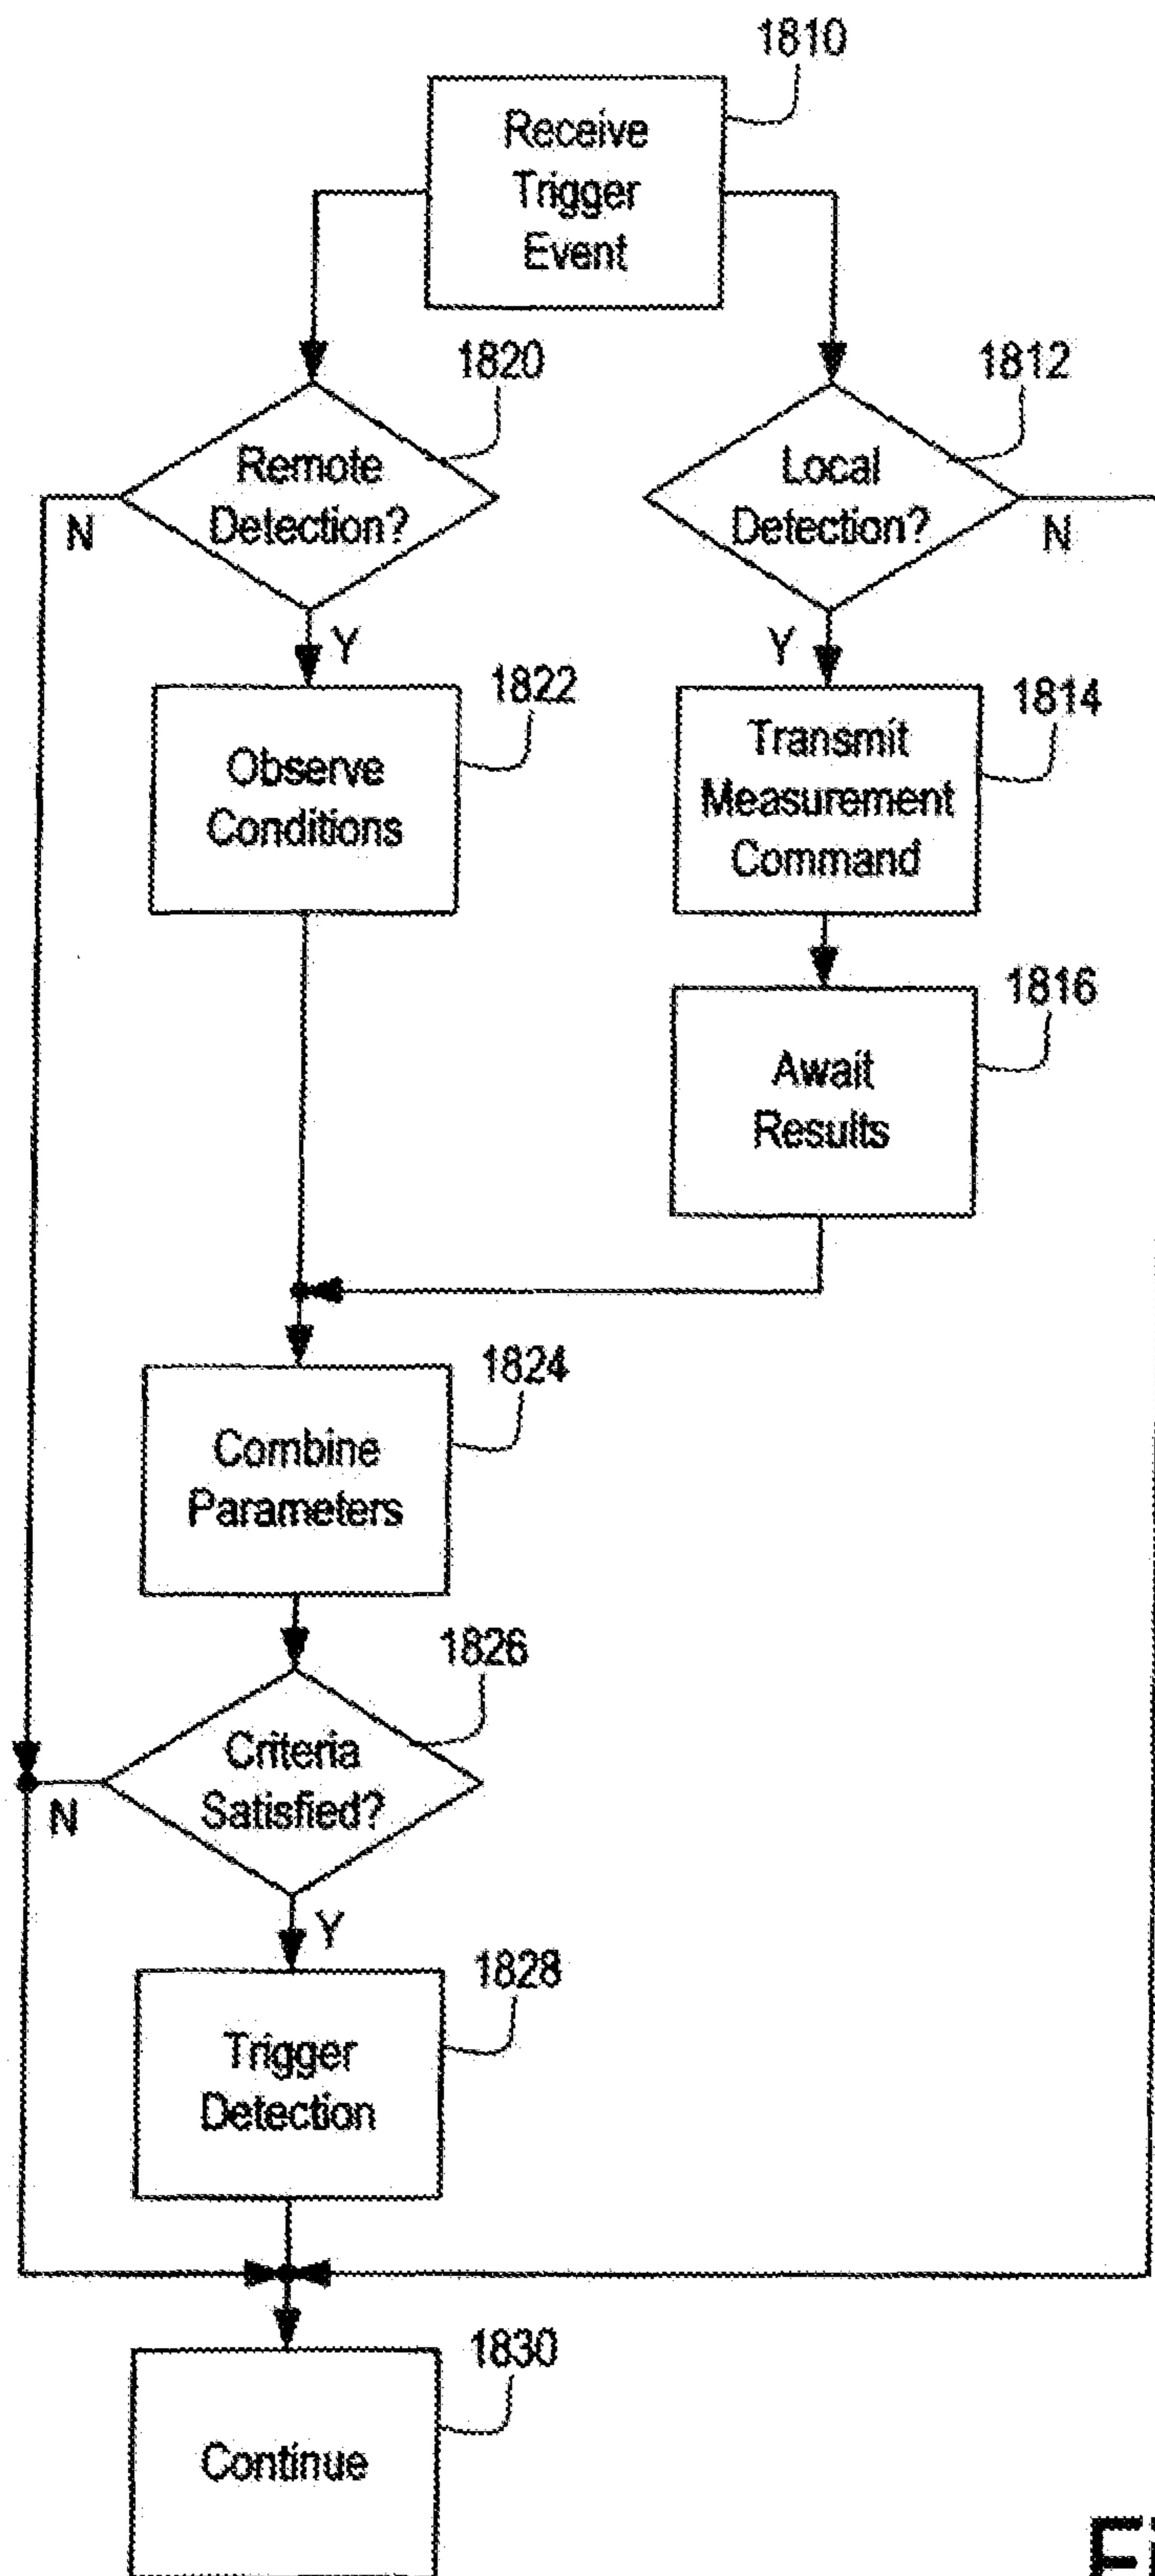 1810
Receive
Trigger
Event
1820
1812
Remote
Detection?
Local
Detection?
N
N
Y
Y
1822
1814
Observe
Conditions
Transmit
Measurement
Command
1816
Await
Results
1824
Combine
Parameters
1826
Criteria
Satisfied?
N
Y
1828
Trigger
Detection
1830
Continue